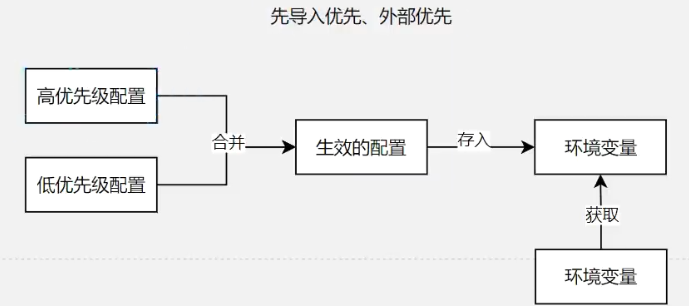 先导入优先、外部优先
高优先级配置
低优先级配置
合并
生效的配置
存入
环境变量
获取
环境变量